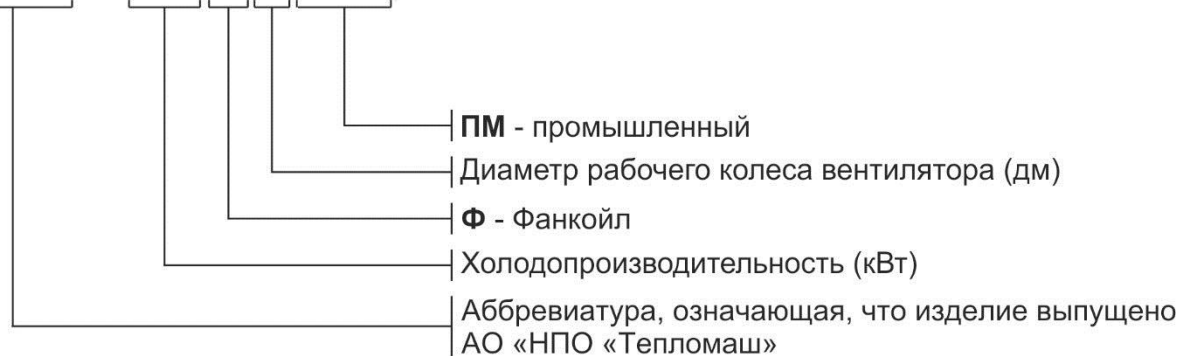 ПМ - промышленный
Диаметр рабочего колеса вентилятора (дм)
Ф - Фанкойл
Холодопроизводительность (кВт)
Аббревиатура, означающая, что изделие выпущено
АО «НПО «Тепломаш»